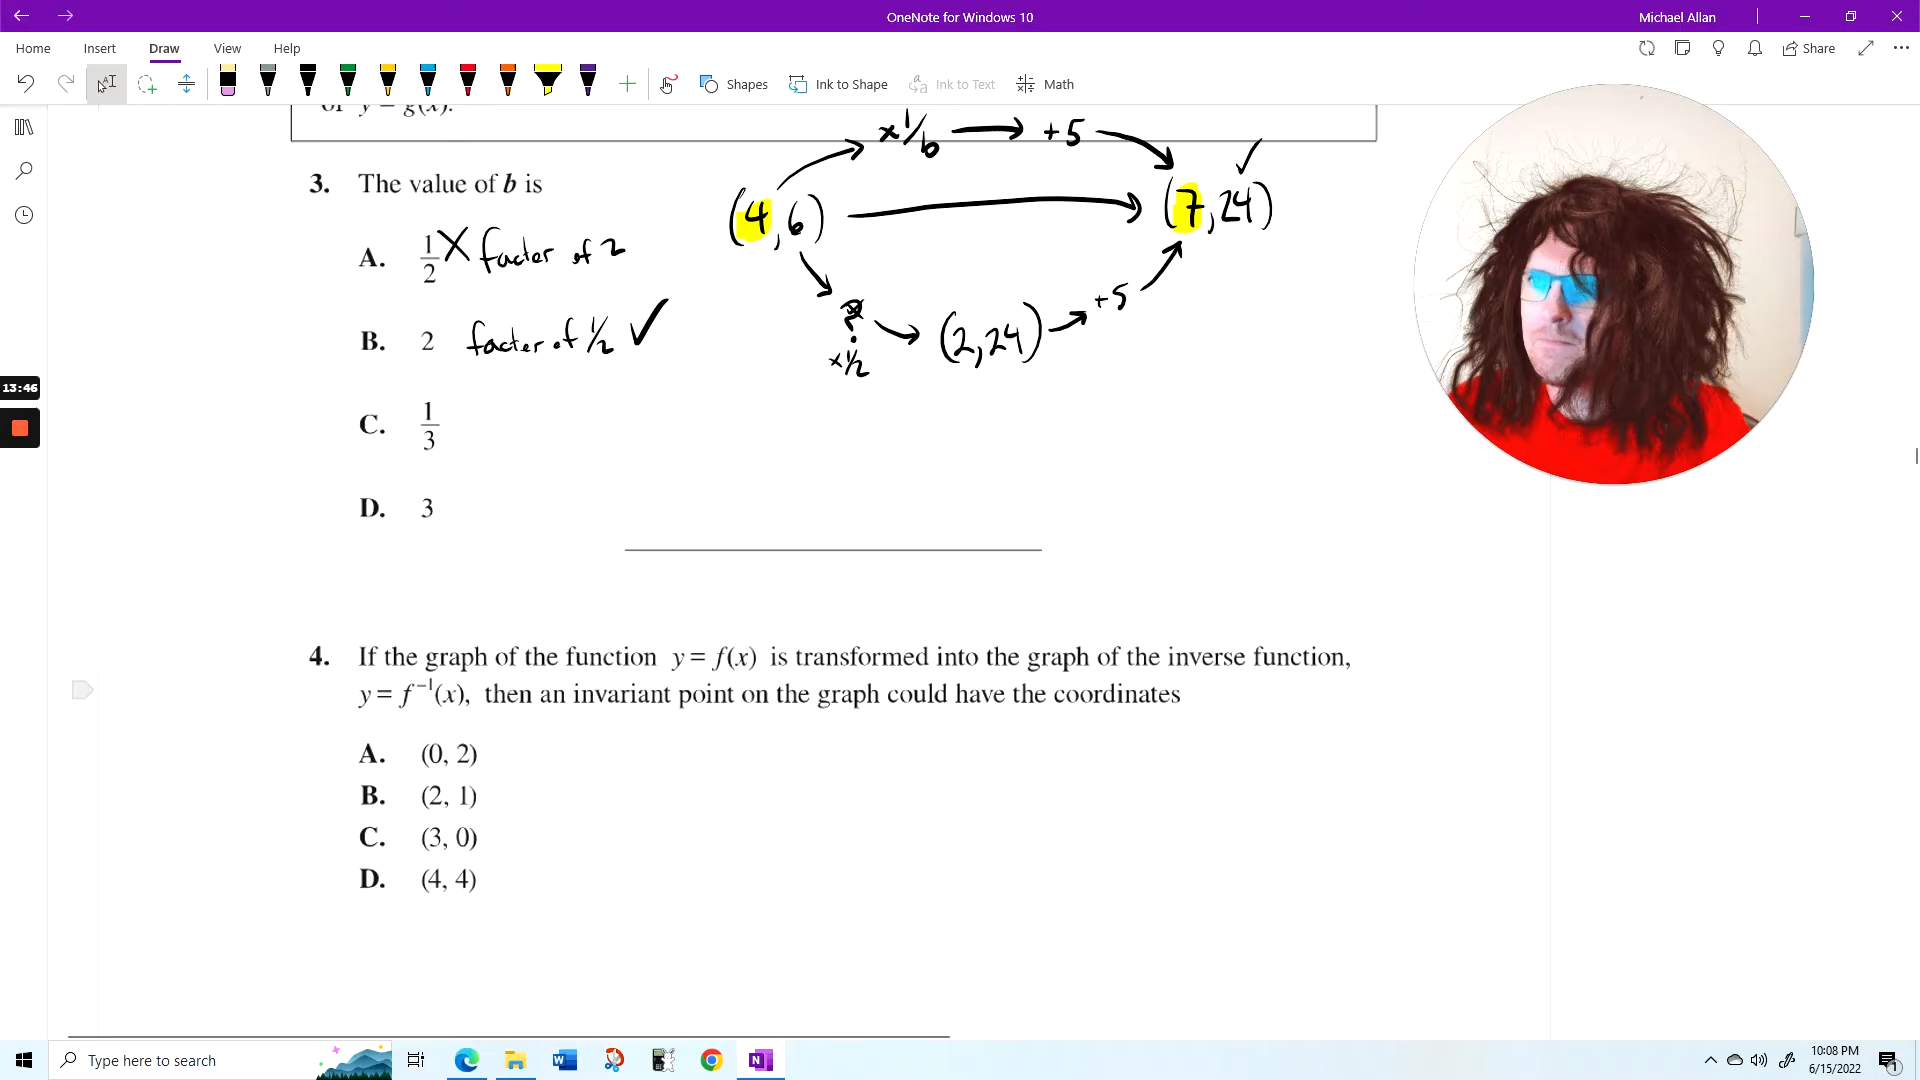 OneNote for Windows 10
Michael Allan
Home Insert Draw View Help
Share
Shapes Ink to Shape Ink to Text Math
or y = g(x).
3. The value of b is
A. 1/2 X factor of 2
B. 2 factor of 1/2 ✓
C. 1/3
D. 3
x 1/b → +5
(4,6) → (7,24) ✓
x 1/2 → (2,24) → +5
13:46
4. If the graph of the function y = f(x) is transformed into the graph of the inverse function,
y = f⁻¹(x), then an invariant point on the graph could have the coordinates
A. (0, 2)
B. (2, 1)
C. (3, 0)
D. (4, 4)
Type here to search
10:08 PM
6/15/2022